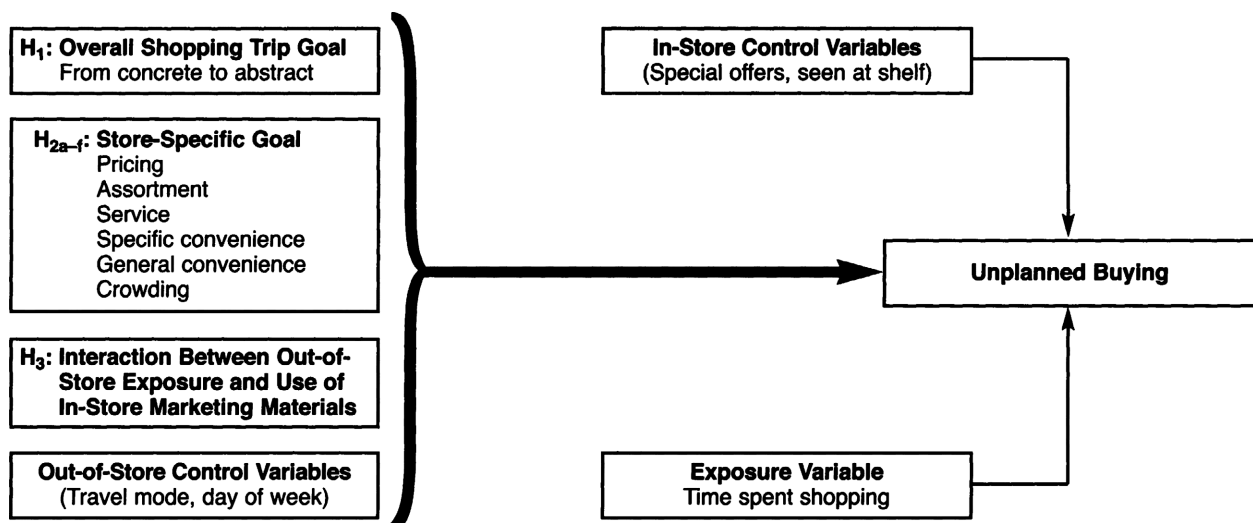 H1: Overall Shopping Trip Goal
From concrete to abstract
H2a–f: Store-Specific Goal
Pricing
Assortment
Service
Specific convenience
General convenience
Crowding
H3: Interaction Between Out-of-
Store Exposure and Use of
In-Store Marketing Materials
Out-of-Store Control Variables
(Travel mode, day of week)
In-Store Control Variables
(Special offers, seen at shelf)
Unplanned Buying
Exposure Variable
Time spent shopping